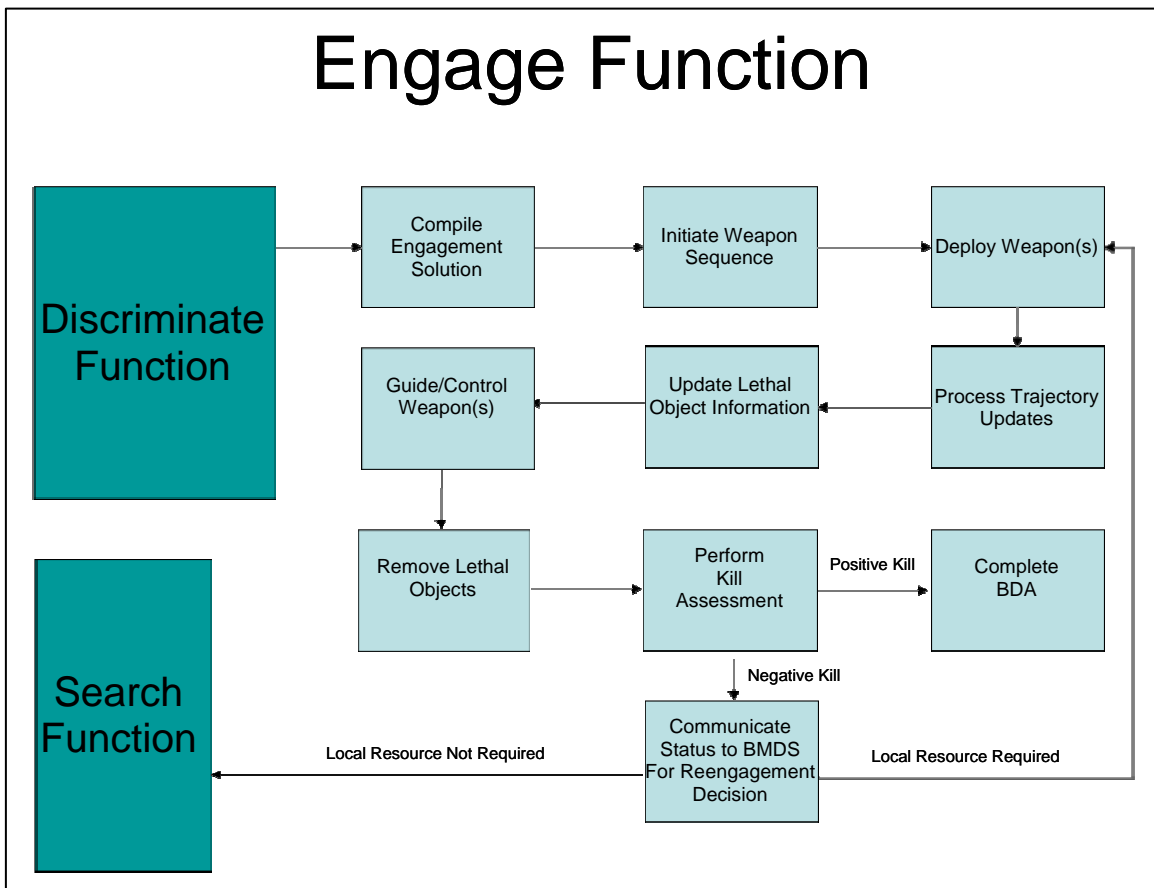 Engage Function
Discriminate
Function
Compile
Engagement
Solution
Initiate Weapon
Sequence
Deploy Weapon(s)
Guide/Control
Weapon(s)
Update Lethal
Object Information
Process Trajectory
Updates
Remove Lethal
Objects
Perform
Kill
Assessment
Positive Kill
Complete
BDA
Negative Kill
Search
Function
Local Resource Not Required
Communicate
Status to BMDS
For Reengagement
Decision
Local Resource Required